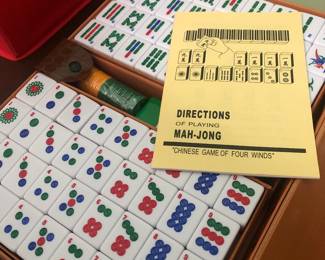 DIRECTIONS
OF PLAYING
MAH-JONG
"CHINESE GAME OF FOUR WINDS"